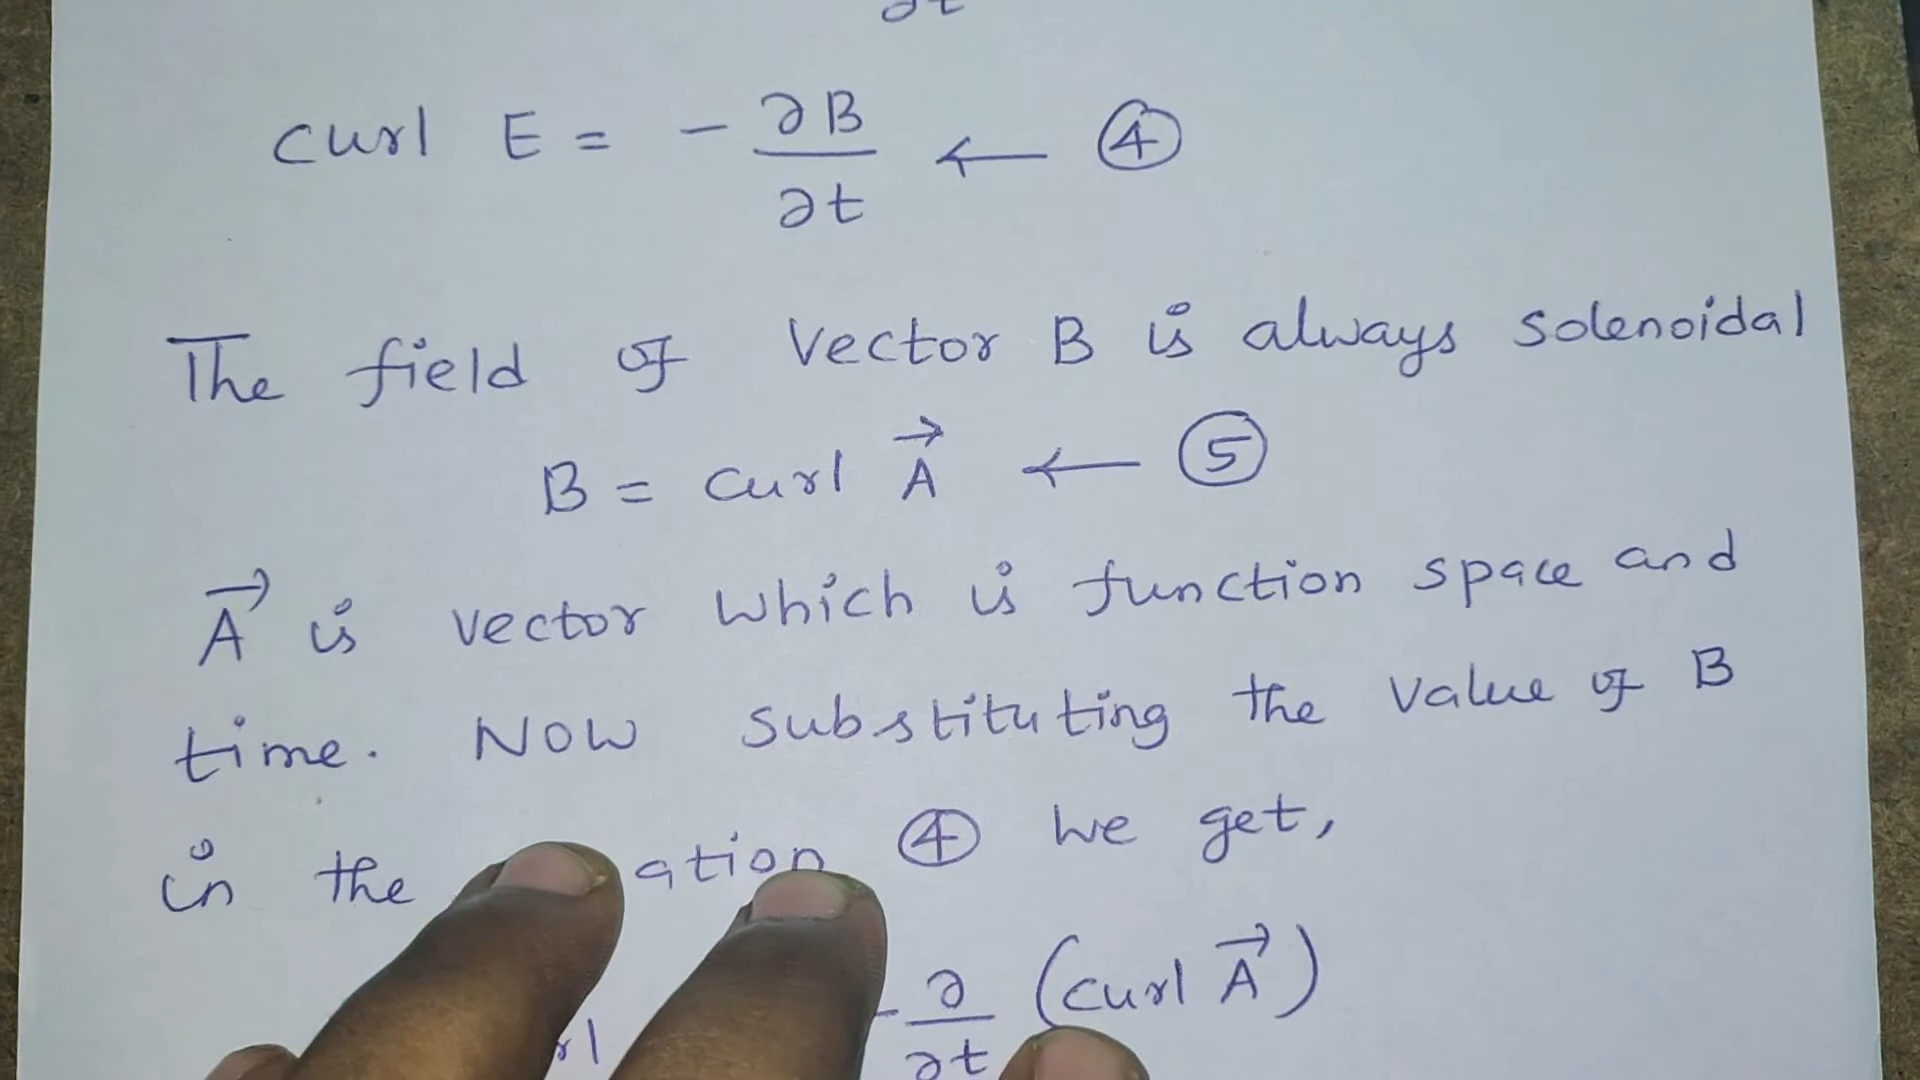 ∂t
curl E = - ∂B/∂t ← ④
The field of Vector B is always solenoidal
B = curl A⃗ ← ⑤
A⃗ is vector which is function space and
time. NOW substituting the value of B
in the ation ④ we get,
- ∂/∂t (curl A⃗)